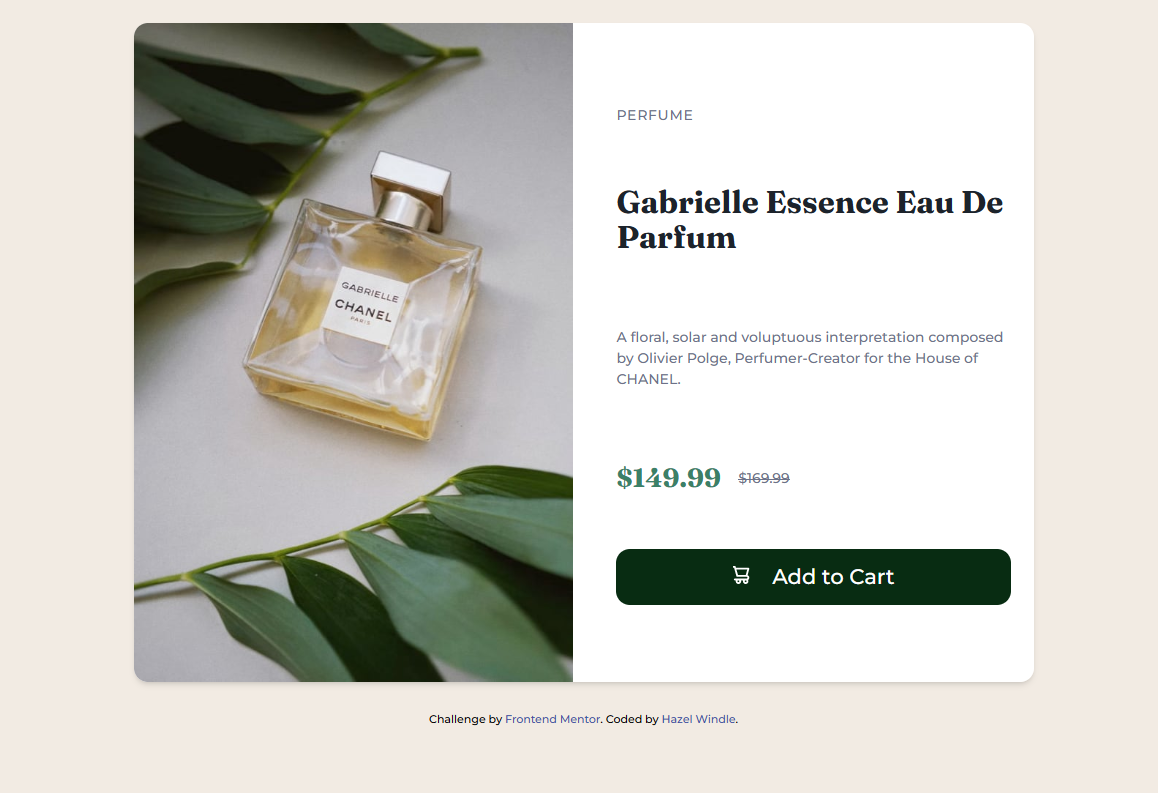 GABRIELLE
CHANEL
PARIS
PERFUME
Gabrielle Essence Eau De
Parfum
A floral, solar and voluptuous interpretation composed
by Olivier Polge, Perfumer-Creator for the House of
CHANEL.
$149.99 $169.99
Add to Cart
Challenge by Frontend Mentor. Coded by Hazel Windle.